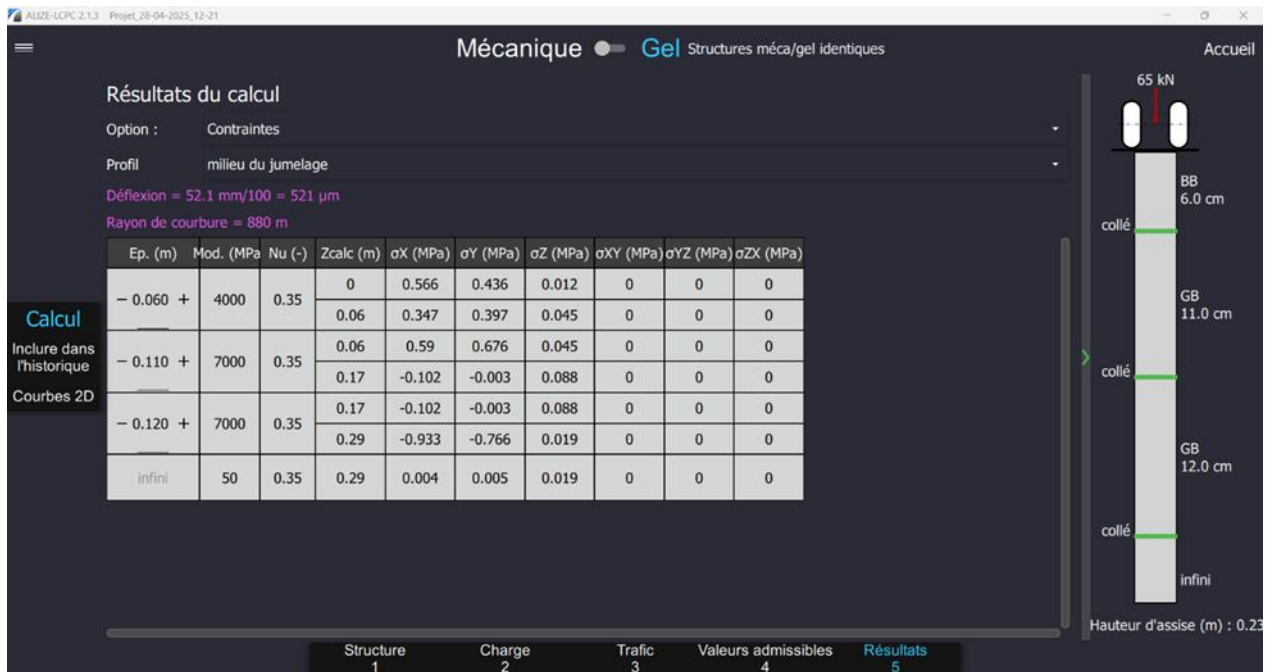 ALIZE-LCPC 2.1.3 Projet_28-04-2025_12-21
Mécanique Gel Structures méca/gel identiques Accueil
Résultats du calcul
Option : Contraintes
Profil milieu du jumelage
Déflexion = 52.1 mm/100 = 521 µm
Rayon de courbure = 880 m
Ep. (m) Mod. (MPa Nu (-) Zcalc (m) σX (MPa) σY (MPa) σZ (MPa) σXY (MPa) σYZ (MPa) σZX (MPa)
− 0.060 + 4000 0.35 0 0.566 0.436 0.012 0 0 0
0.06 0.347 0.397 0.045 0 0 0
− 0.110 + 7000 0.35 0.06 0.59 0.676 0.045 0 0 0
0.17 -0.102 -0.003 0.088 0 0 0
− 0.120 + 7000 0.35 0.17 -0.102 -0.003 0.088 0 0 0
0.29 -0.933 -0.766 0.019 0 0 0
infini 50 0.35 0.29 0.004 0.005 0.019 0 0 0
Calcul
Inclure dans
l'historique
Courbes 2D
65 kN
BB
6.0 cm
collé
GB
11.0 cm
collé
GB
12.0 cm
collé
infini
Hauteur d'assise (m) : 0.23
Structure Charge Trafic Valeurs admissibles Résultats
1 2 3 4 5